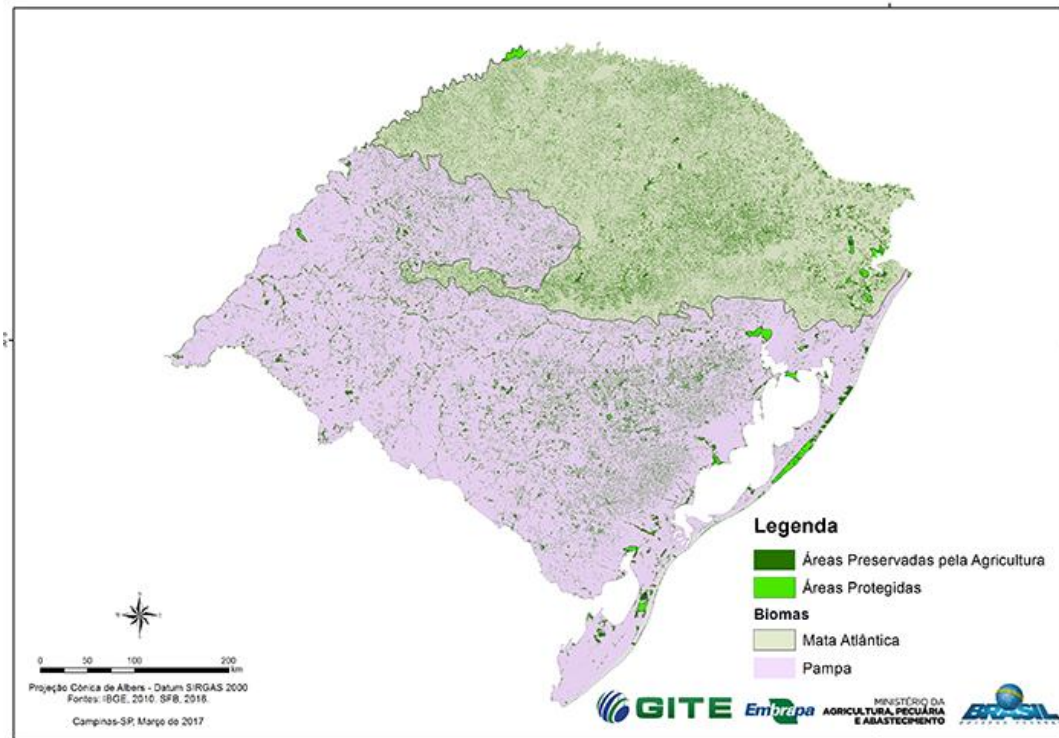 Legenda
Áreas Preservadas pela Agricultura
Áreas Protegidas
Biomas
Mata Atlântica
Pampa
0 50 100 200
km
Projeção Cônica de Albers - Datum SIRGAS 2000
Fontes: IBGE, 2010. SFB, 2016.
Campinas-SP, Março de 2017
GITE
Embrapa
MINISTÉRIO DA
AGRICULTURA, PECUÁRIA
E ABASTECIMENTO
BRASIL